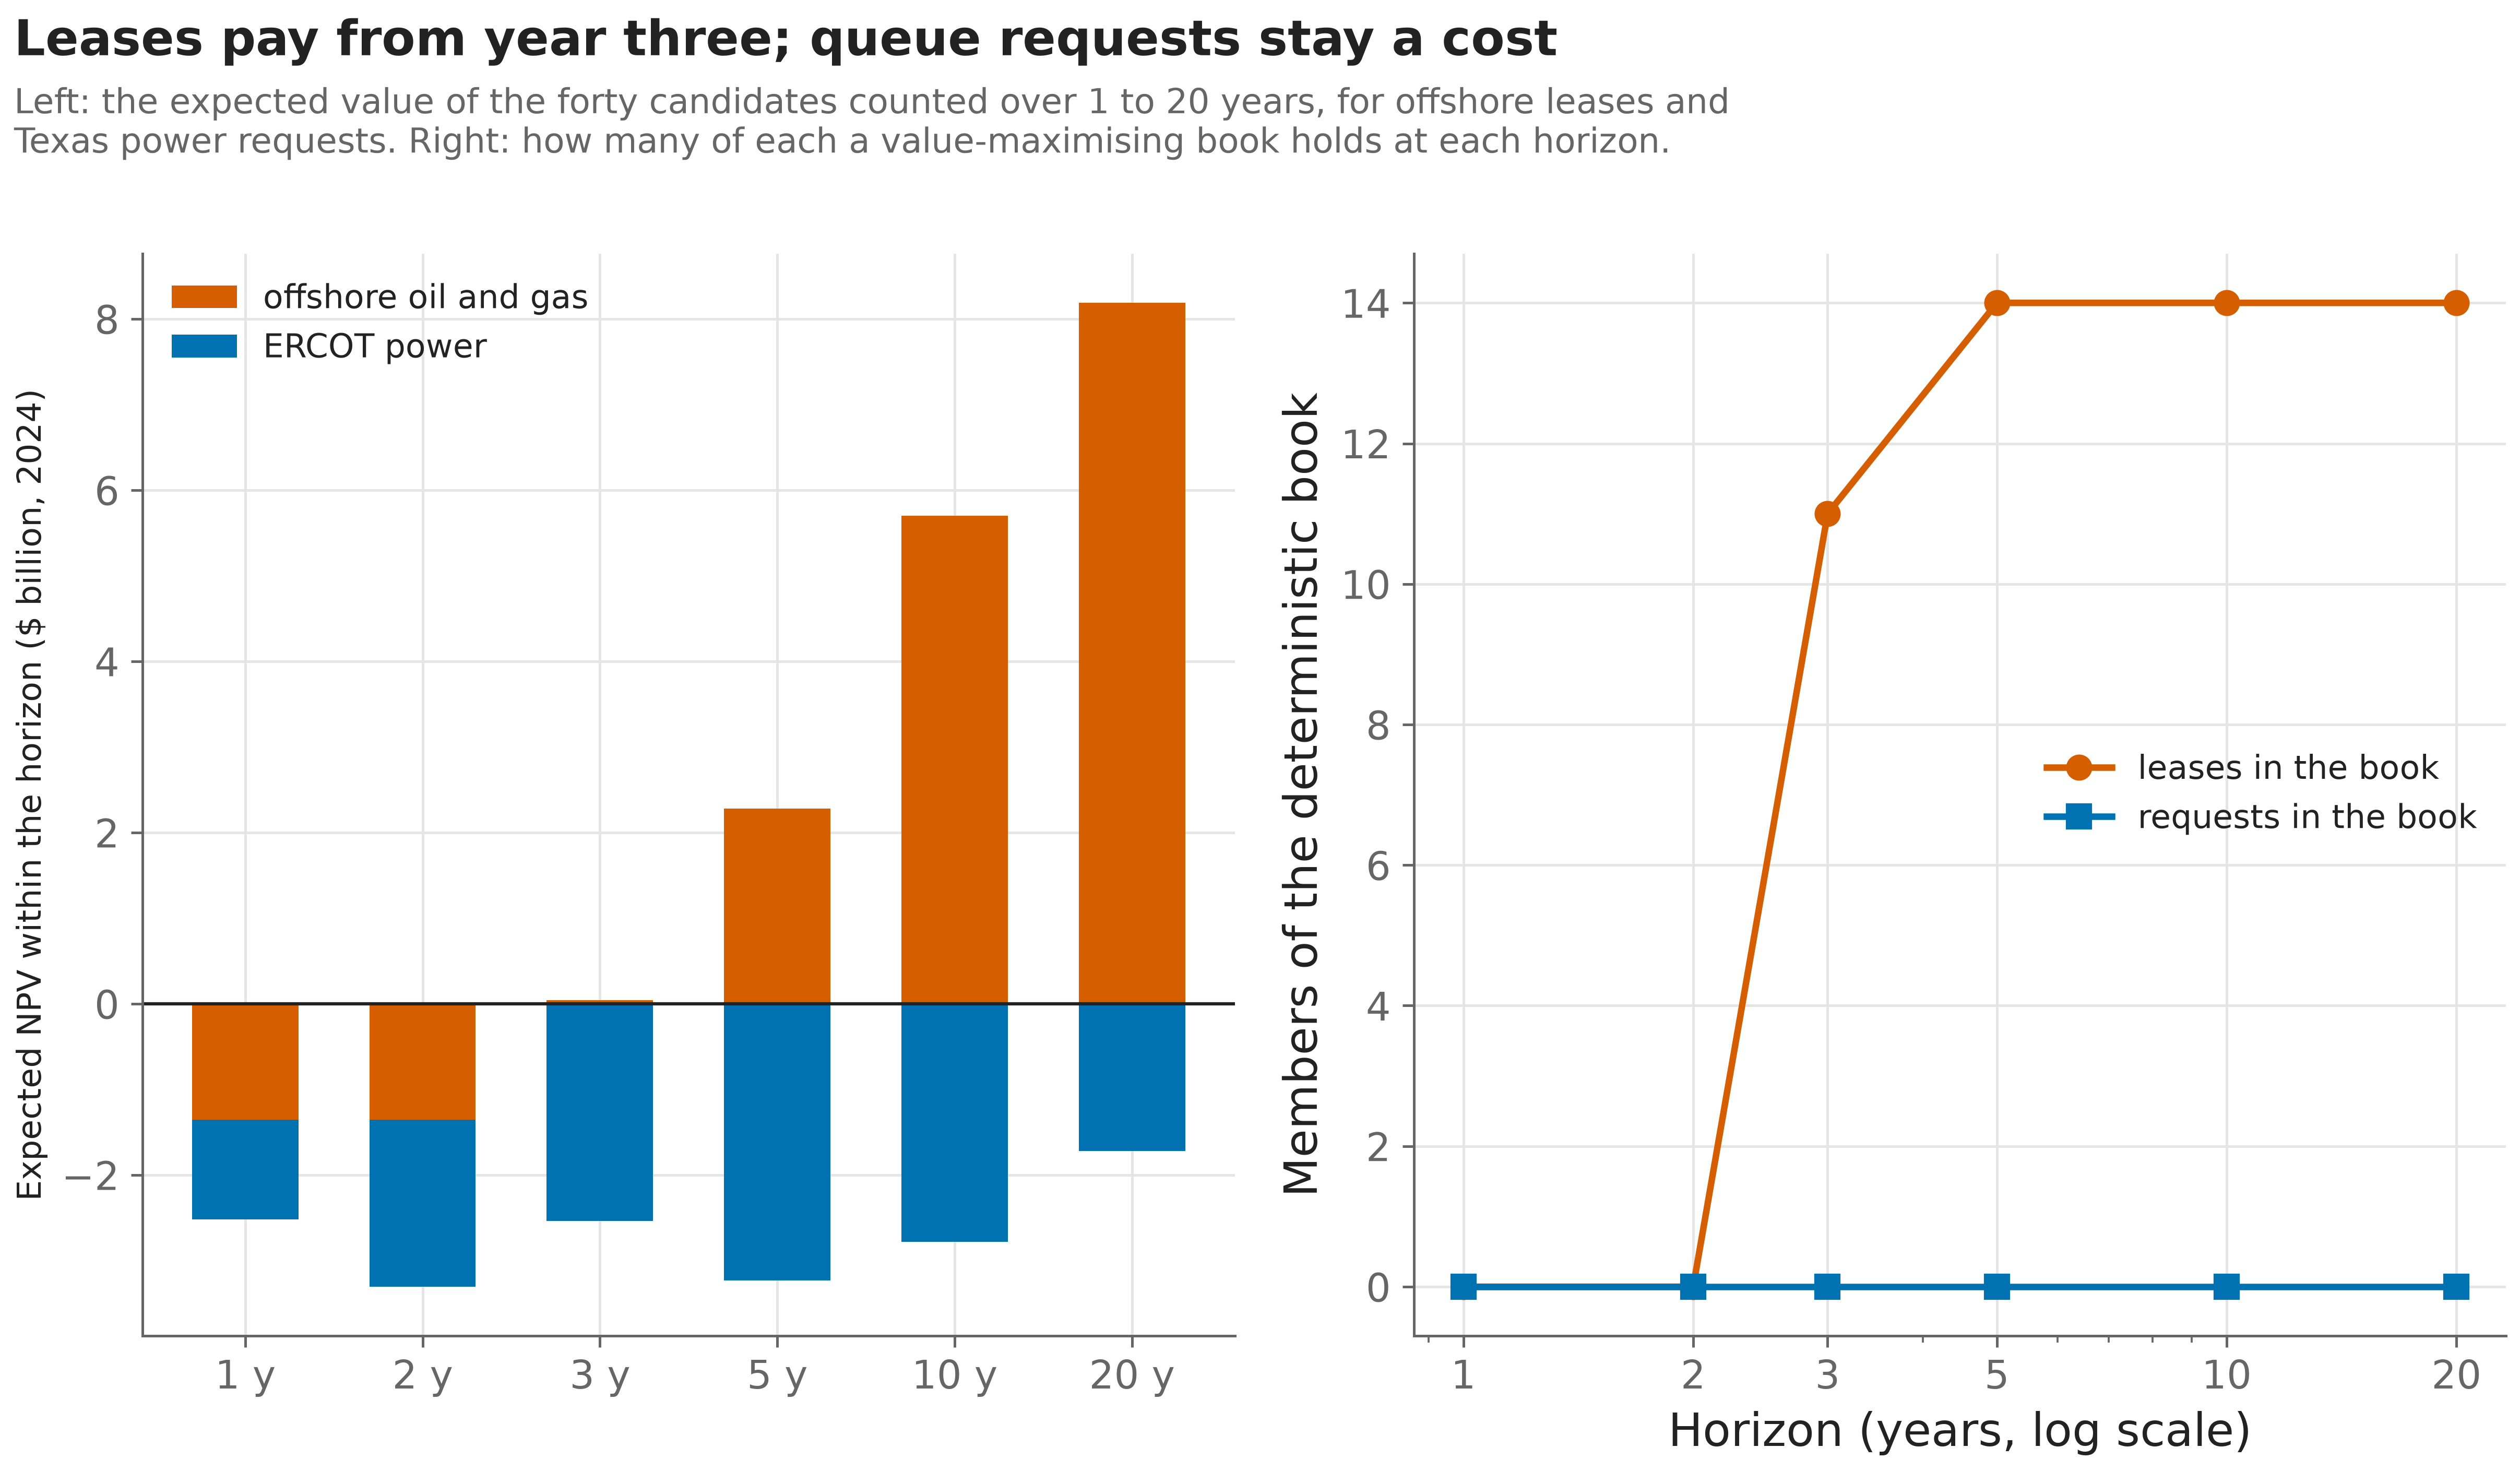 Leases pay from year three; queue requests stay a cost
Left: the expected value of the forty candidates counted over 1 to 20 years, for offshore leases and
Texas power requests. Right: how many of each a value-maximising book holds at each horizon.
Expected NPV within the horizon ($ billion, 2024)
8
6
4
2
0
−2
offshore oil and gas
ERCOT power
1 y
2 y
3 y
5 y
10 y
20 y
Members of the deterministic book
14
12
10
8
6
4
2
0
leases in the book
requests in the book
1
2
3
5
10
20
Horizon (years, log scale)